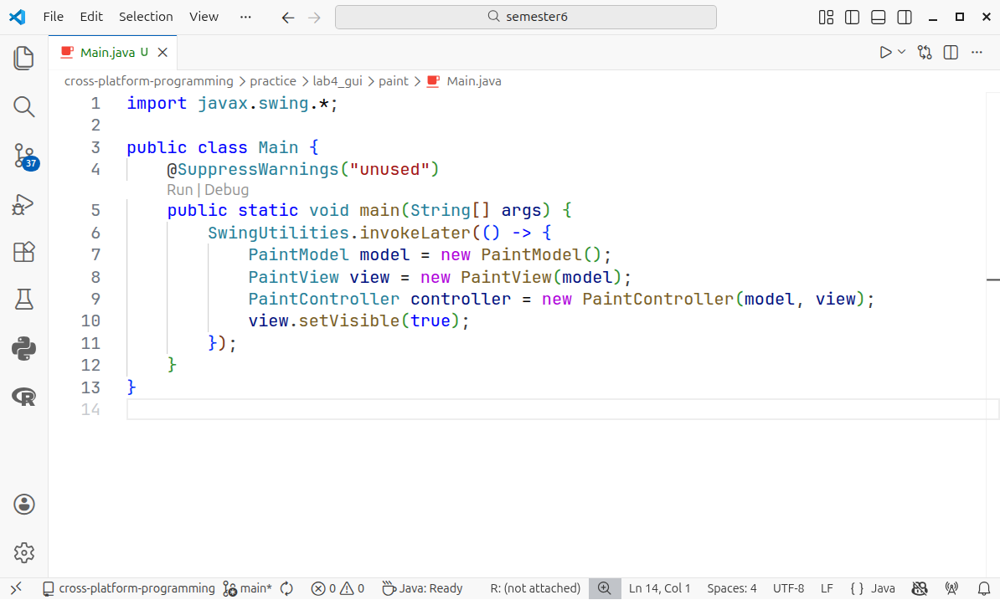 File Edit Selection View ··· semester6
Main.java U
cross-platform-programming > practice > lab4_gui > paint > Main.java
1 import javax.swing.*;
2
3 public class Main {
4 @SuppressWarnings("unused")
Run | Debug
5 public static void main(String[] args) {
6 SwingUtilities.invokeLater(() -> {
7 PaintModel model = new PaintModel();
8 PaintView view = new PaintView(model);
9 PaintController controller = new PaintController(model, view);
10 view.setVisible(true);
11 });
12 }
13 }
14
37
cross-platform-programming main* 0 0 Java: Ready R: (not attached) Ln 14, Col 1 Spaces: 4 UTF-8 LF { } Java